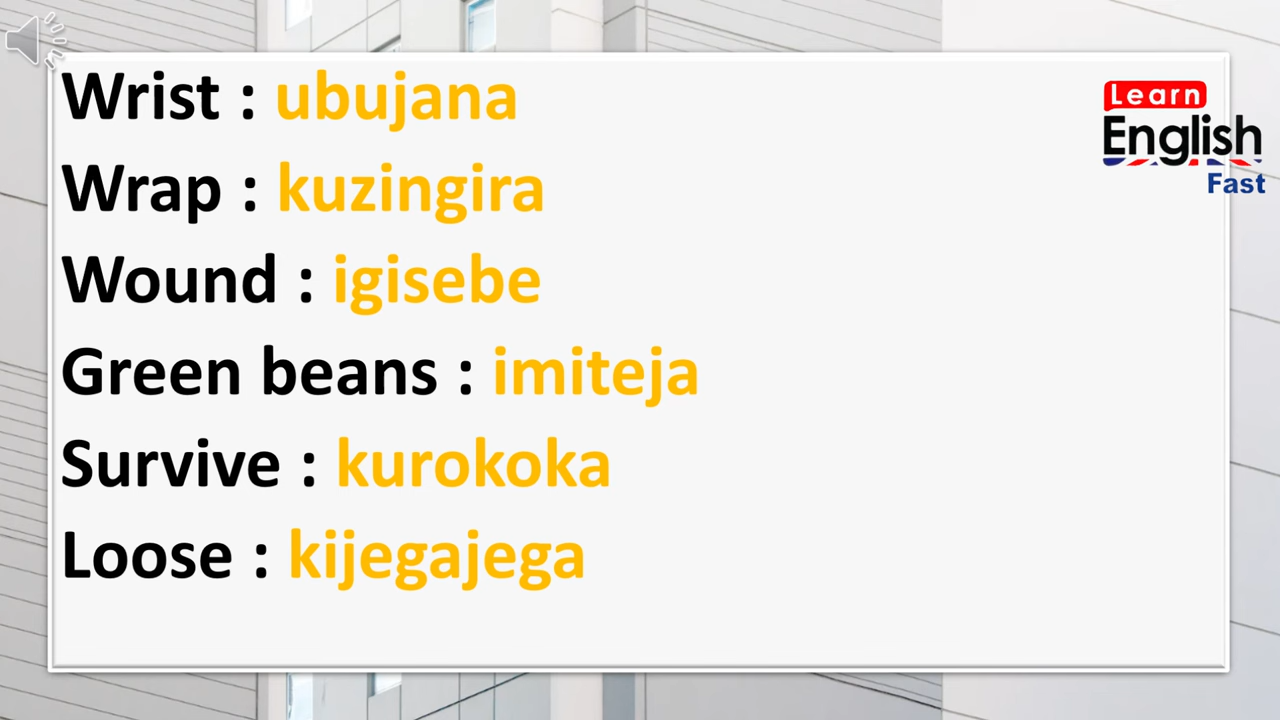 Wrist : ubujana
Wrap : kuzingira
Wound : igisebe
Green beans : imiteja
Survive : kurokoka
Loose : kijegajega
Learn
English
Fast